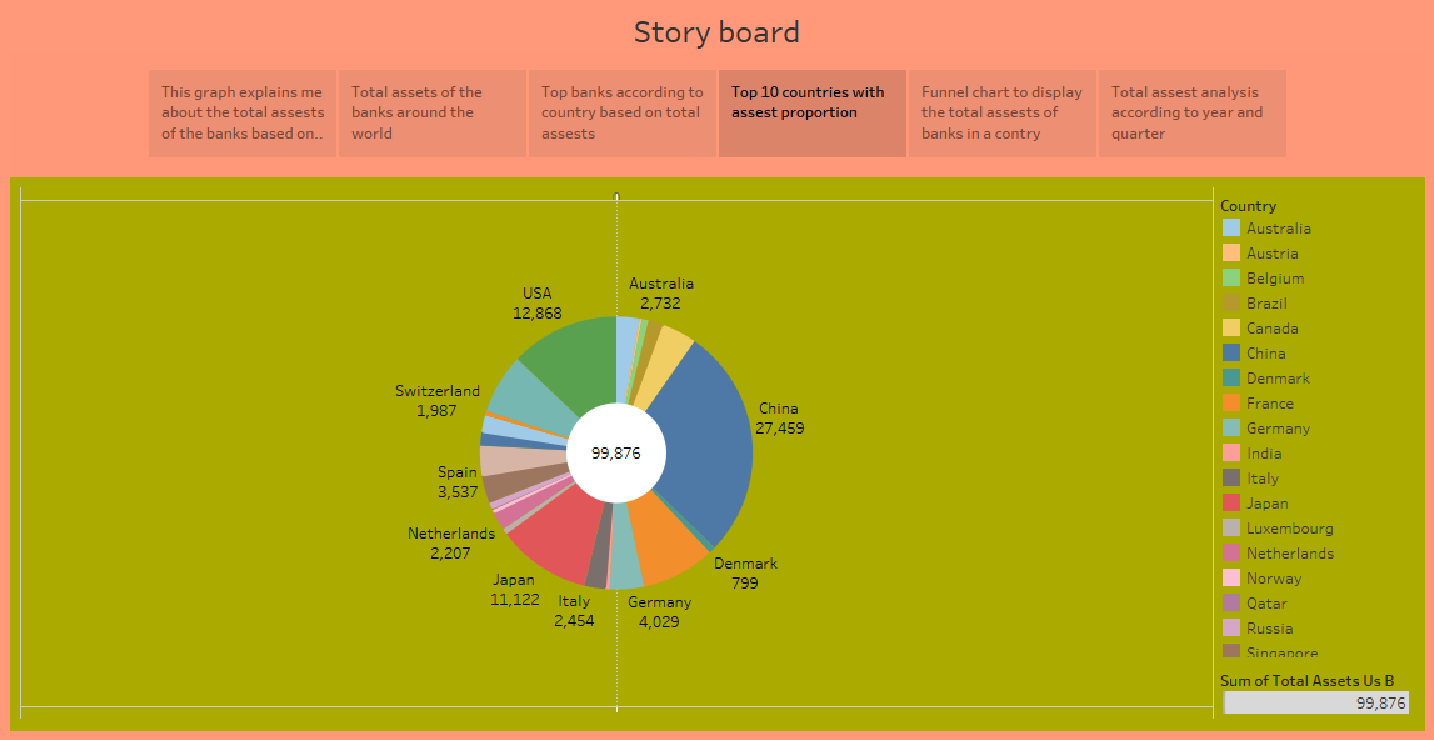 Story board
This graph explains me
about the total assests
of the banks based on..
Total assets of the
banks around the
world
Top banks according to
country based on total
assests
Top 10 countries with
assest proportion
Funnel chart to display
the total assests of
banks in a contry
Total assest analysis
according to year and
quarter
USA
12,868
Australia
2,732
Switzerland
1,987
China
27,459
99,876
Spain
3,537
Netherlands
2,207
Denmark
799
Japan
11,122
Italy
2,454
Germany
4,029
Country
Australia
Austria
Belgium
Brazil
Canada
China
Denmark
France
Germany
India
Italy
Japan
Luxembourg
Netherlands
Norway
Qatar
Russia
Singapore
Sum of Total Assets Us B
99,876